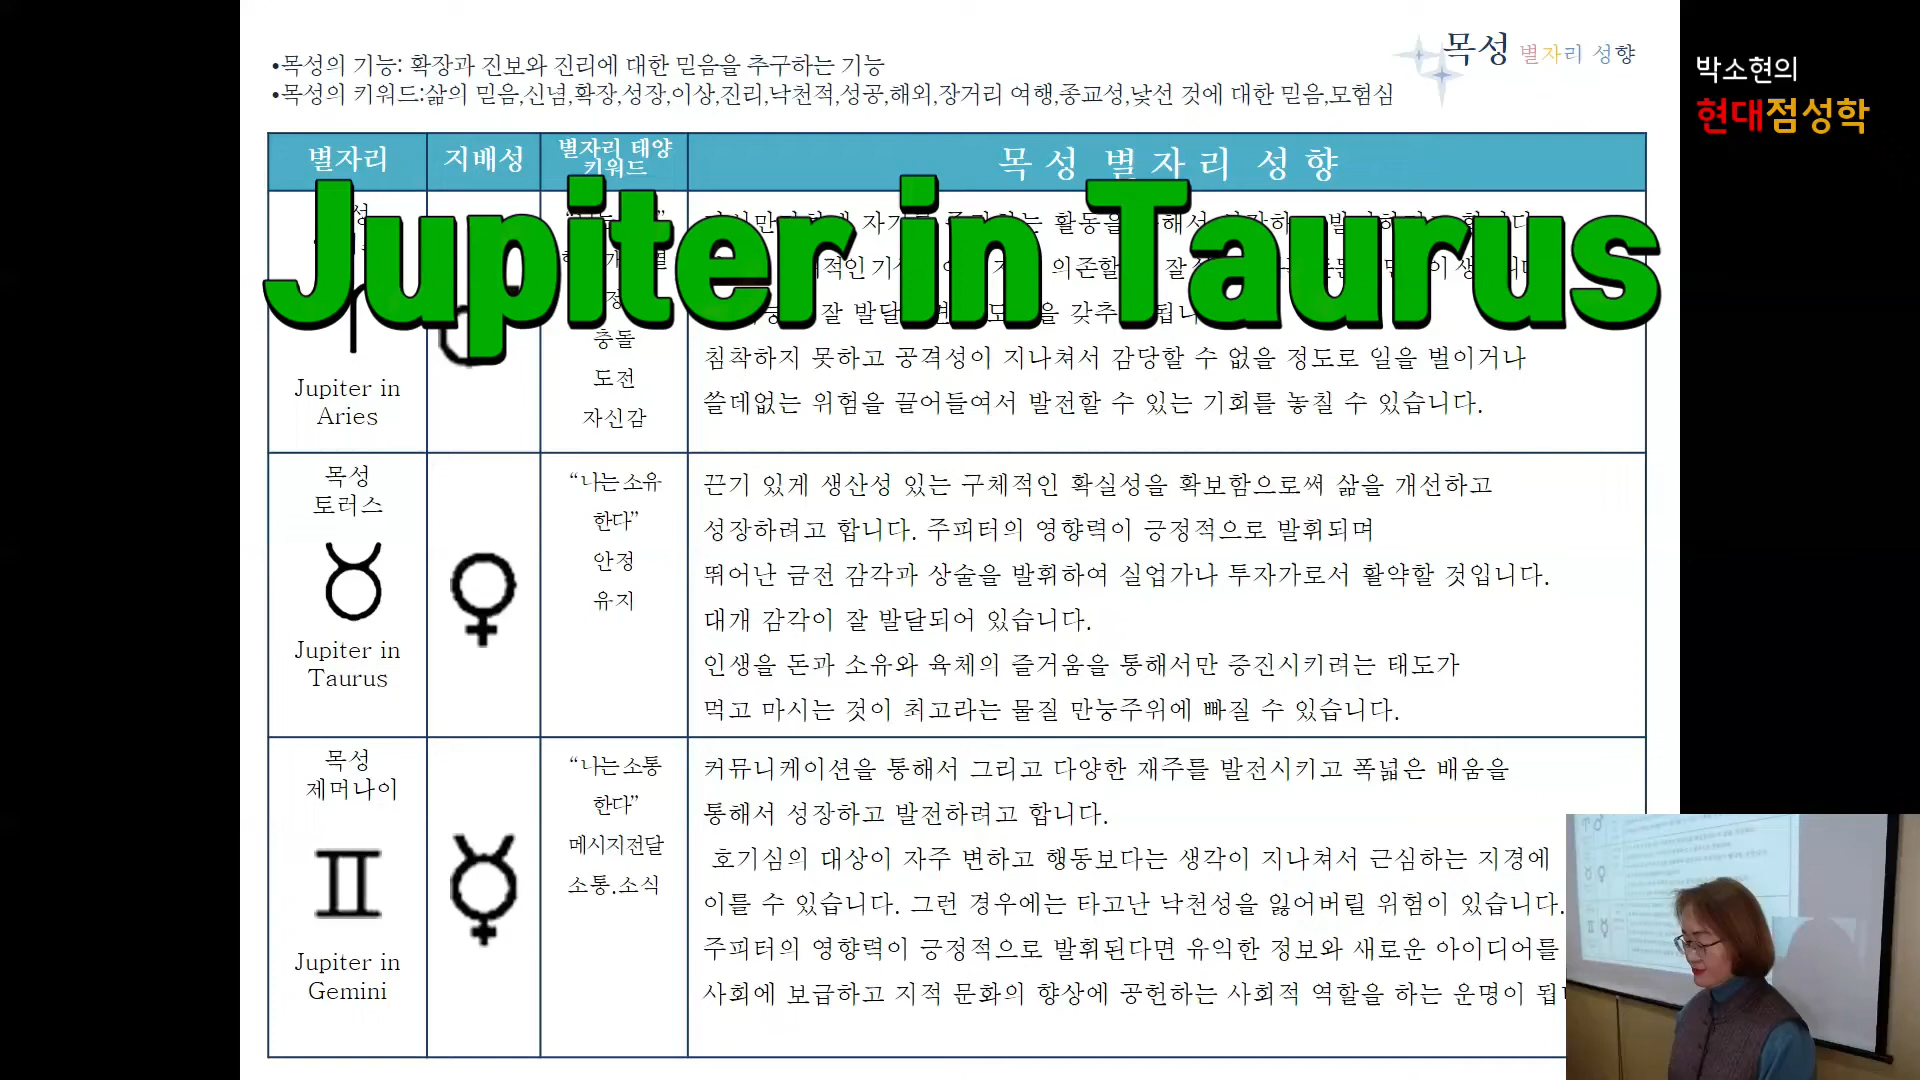 •목성의 기능: 확장과 진보와 진리에 대한 믿음을 추구하는 기능
•목성의 키워드:삶의 믿음,신념,확장,성장,이상,진리,낙천적,성공,해외,장거리 여행,종교성,낯선 것에 대한 믿음,모험심
목성 별자리 성향
박소현의
현대점성학
별자리
지배성
별자리 태양
키워드
목 성 별 자 리 성 향
Jupiter in Taurus
Jupiter in
Aries
충돌
도전
자신감
침착하지 못하고 공격성이 지나쳐서 감당할 수 없을 정도로 일을 벌이거나
쓸데없는 위험을 끌어들여서 발전할 수 있는 기회를 놓칠 수 있습니다.
목성
토러스
Jupiter in
Taurus
“나는 소유
한다”
안정
유지
끈기 있게 생산성 있는 구체적인 확실성을 확보함으로써 삶을 개선하고
성장하려고 합니다. 주피터의 영향력이 긍정적으로 발휘되며
뛰어난 금전 감각과 상술을 발휘하여 실업가나 투자가로서 활약할 것입니다.
대개 감각이 잘 발달되어 있습니다.
인생을 돈과 소유와 육체의 즐거움을 통해서만 증진시키려는 태도가
먹고 마시는 것이 최고라는 물질 만능주위에 빠질 수 있습니다.
목성
제머나이
Jupiter in
Gemini
“나는 소통
한다”
메시지전달
소통.소식
커뮤니케이션을 통해서 그리고 다양한 재주를 발전시키고 폭넓은 배움을
통해서 성장하고 발전하려고 합니다.
호기심의 대상이 자주 변하고 행동보다는 생각이 지나쳐서 근심하는 지경에
이를 수 있습니다. 그런 경우에는 타고난 낙천성을 잃어버릴 위험이 있습니다.
주피터의 영향력이 긍정적으로 발휘된다면 유익한 정보와 새로운 아이디어를
사회에 보급하고 지적 문화의 향상에 공헌하는 사회적 역할을 하는 운명이